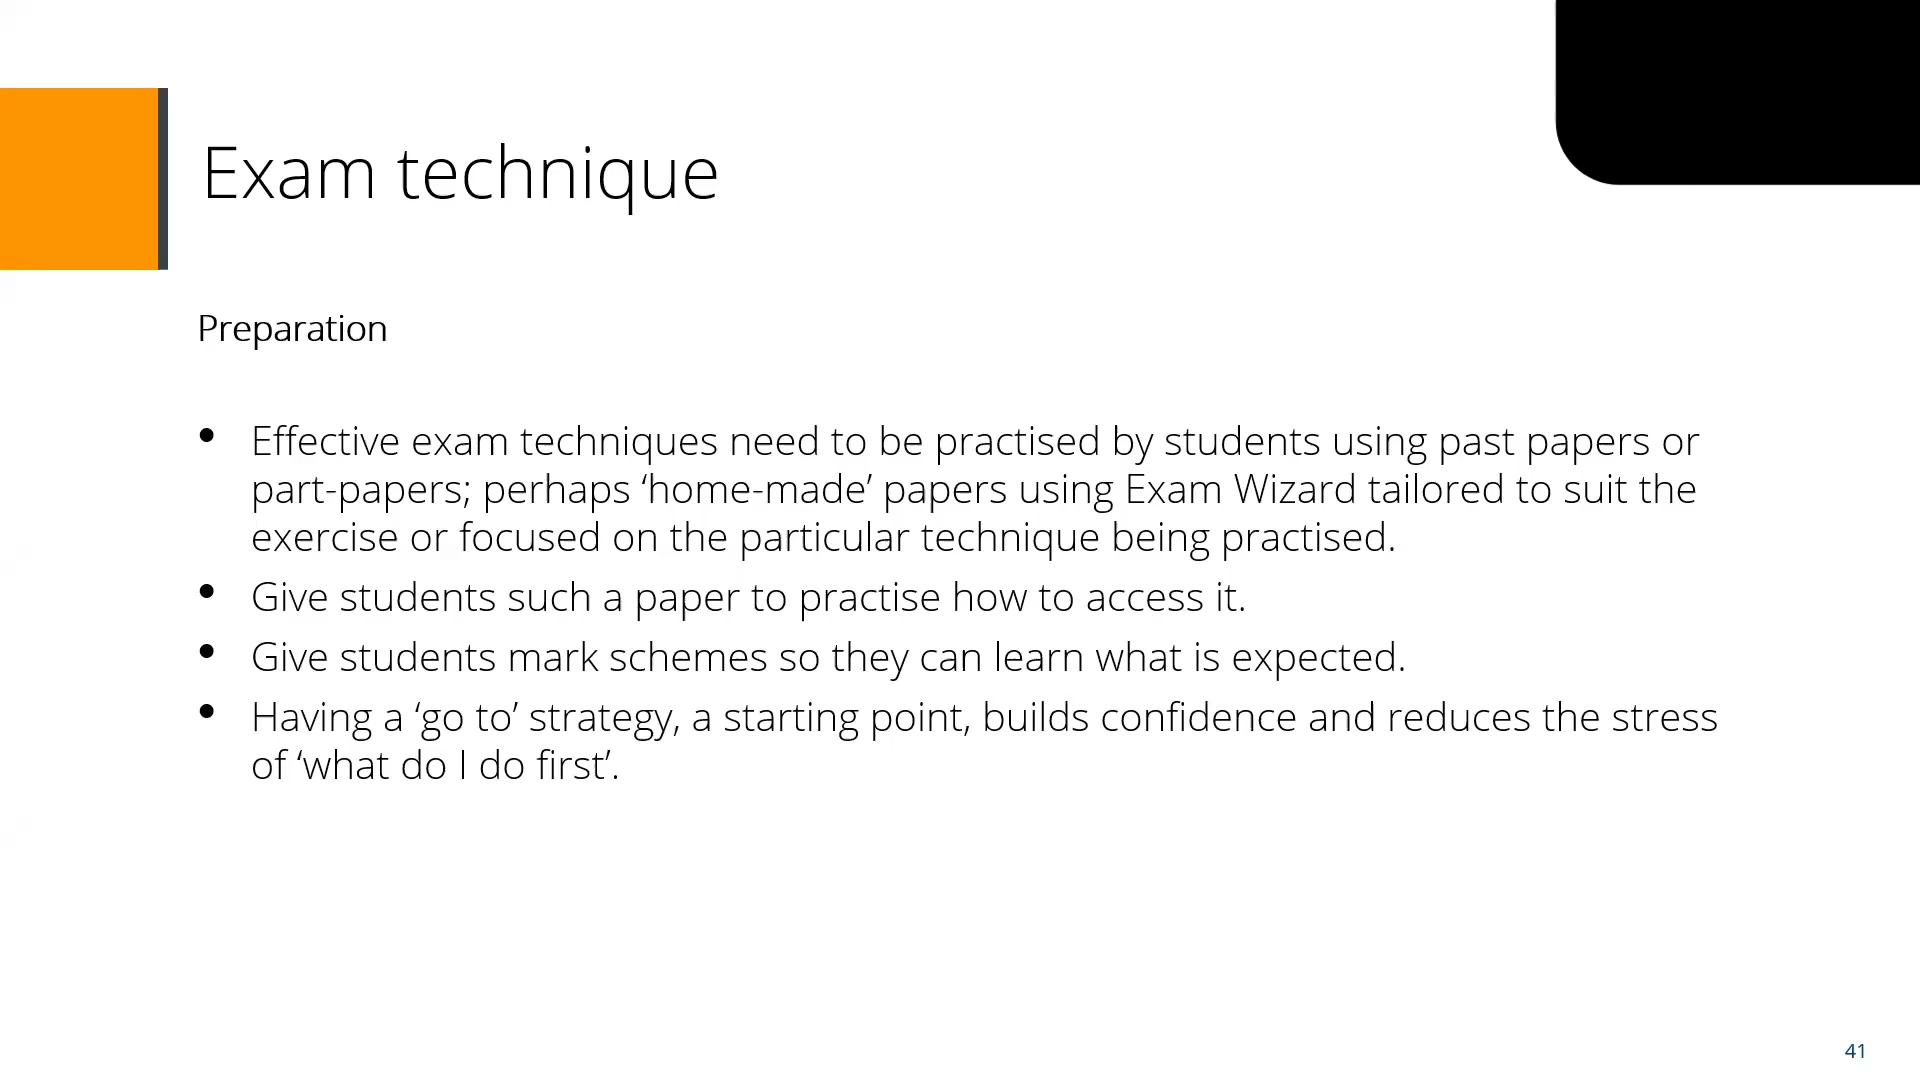 Exam technique
Preparation
• Effective exam techniques need to be practised by students using past papers or
part-papers; perhaps ‘home-made’ papers using Exam Wizard tailored to suit the
exercise or focused on the particular technique being practised.
• Give students such a paper to practise how to access it.
• Give students mark schemes so they can learn what is expected.
• Having a ‘go to’ strategy, a starting point, builds confidence and reduces the stress
of ‘what do I do first’.
41